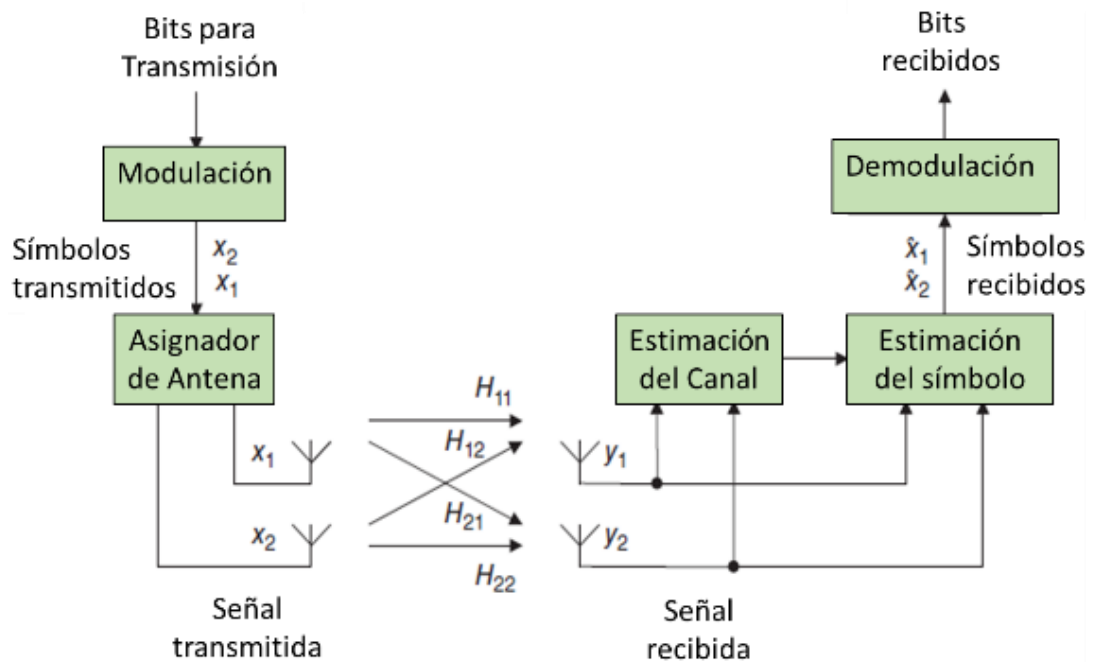 Bits para
Transmisión
Modulación
Símbolos
transmitidos
x₂
x₁
Asignador
de Antena
x₁
x₂
Señal
transmitida
H₁₁
H₁₂
H₂₁
H₂₂
Bits
recibidos
Demodulación
x̂₁
x̂₂
Símbolos
recibidos
Estimación
del Canal
Estimación
del símbolo
y₁
y₂
Señal
recibida